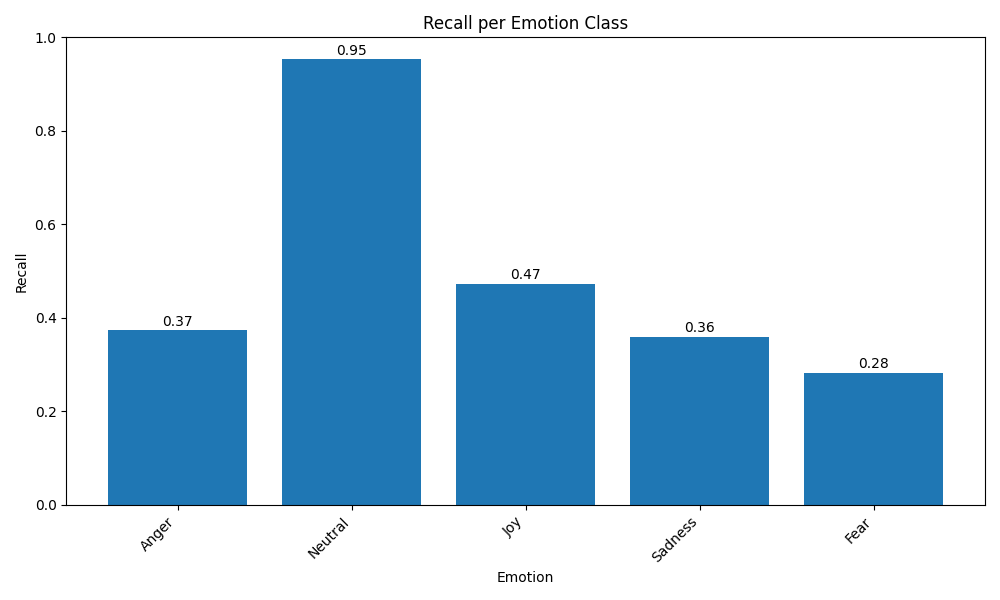 Recall per Emotion Class
1.0
0.8
0.6
0.4
0.2
0.0
Recall
0.37
0.95
0.47
0.36
0.28
Anger
Neutral
Joy
Sadness
Fear
Emotion